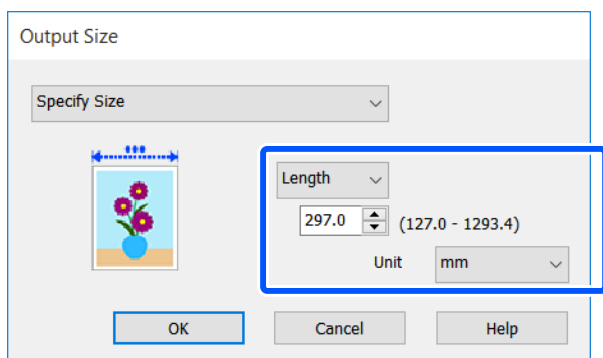 Output Size
Specify Size
Length
297.0 (127.0 - 1293.4)
Unit mm
OK Cancel Help